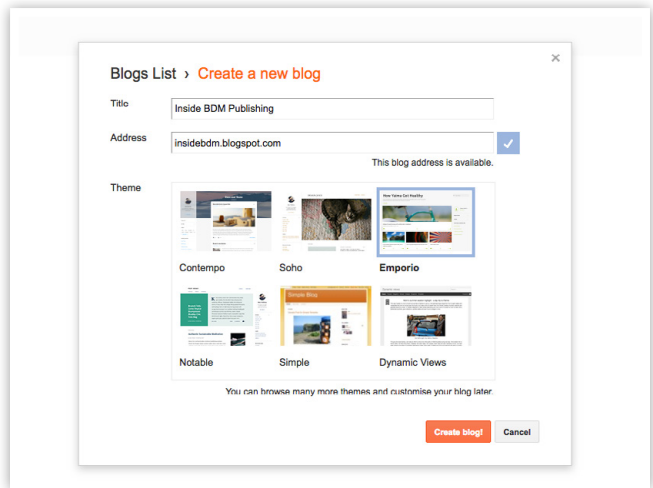 Blogs List › Create a new blog
Title
Inside BDM Publishing
Address
insidebdm.blogspot.com
This blog address is available.
Theme
Contempo
Soho
Emporio
Simple Blog
Notable
Simple
Dynamic Views
You can browse many more themes and customise your blog later.
Create blog!
Cancel